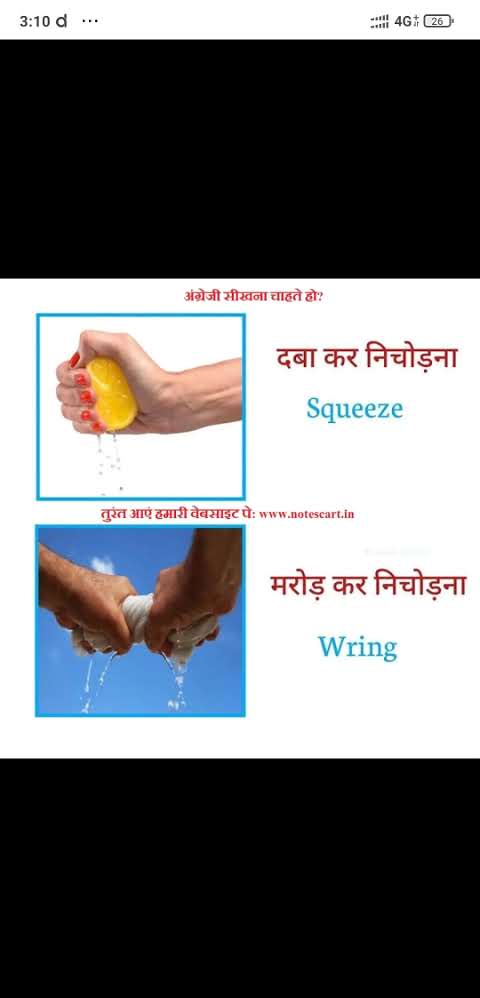 3:10 d ...
4G+ 26
अंग्रेजी सीखना चाहते हो?
दबा कर निचोड़ना
Squeeze
तुरंत आएं हमारी वेबसाइट पे: www.notescart.in
मरोड़ कर निचोड़ना
Wring